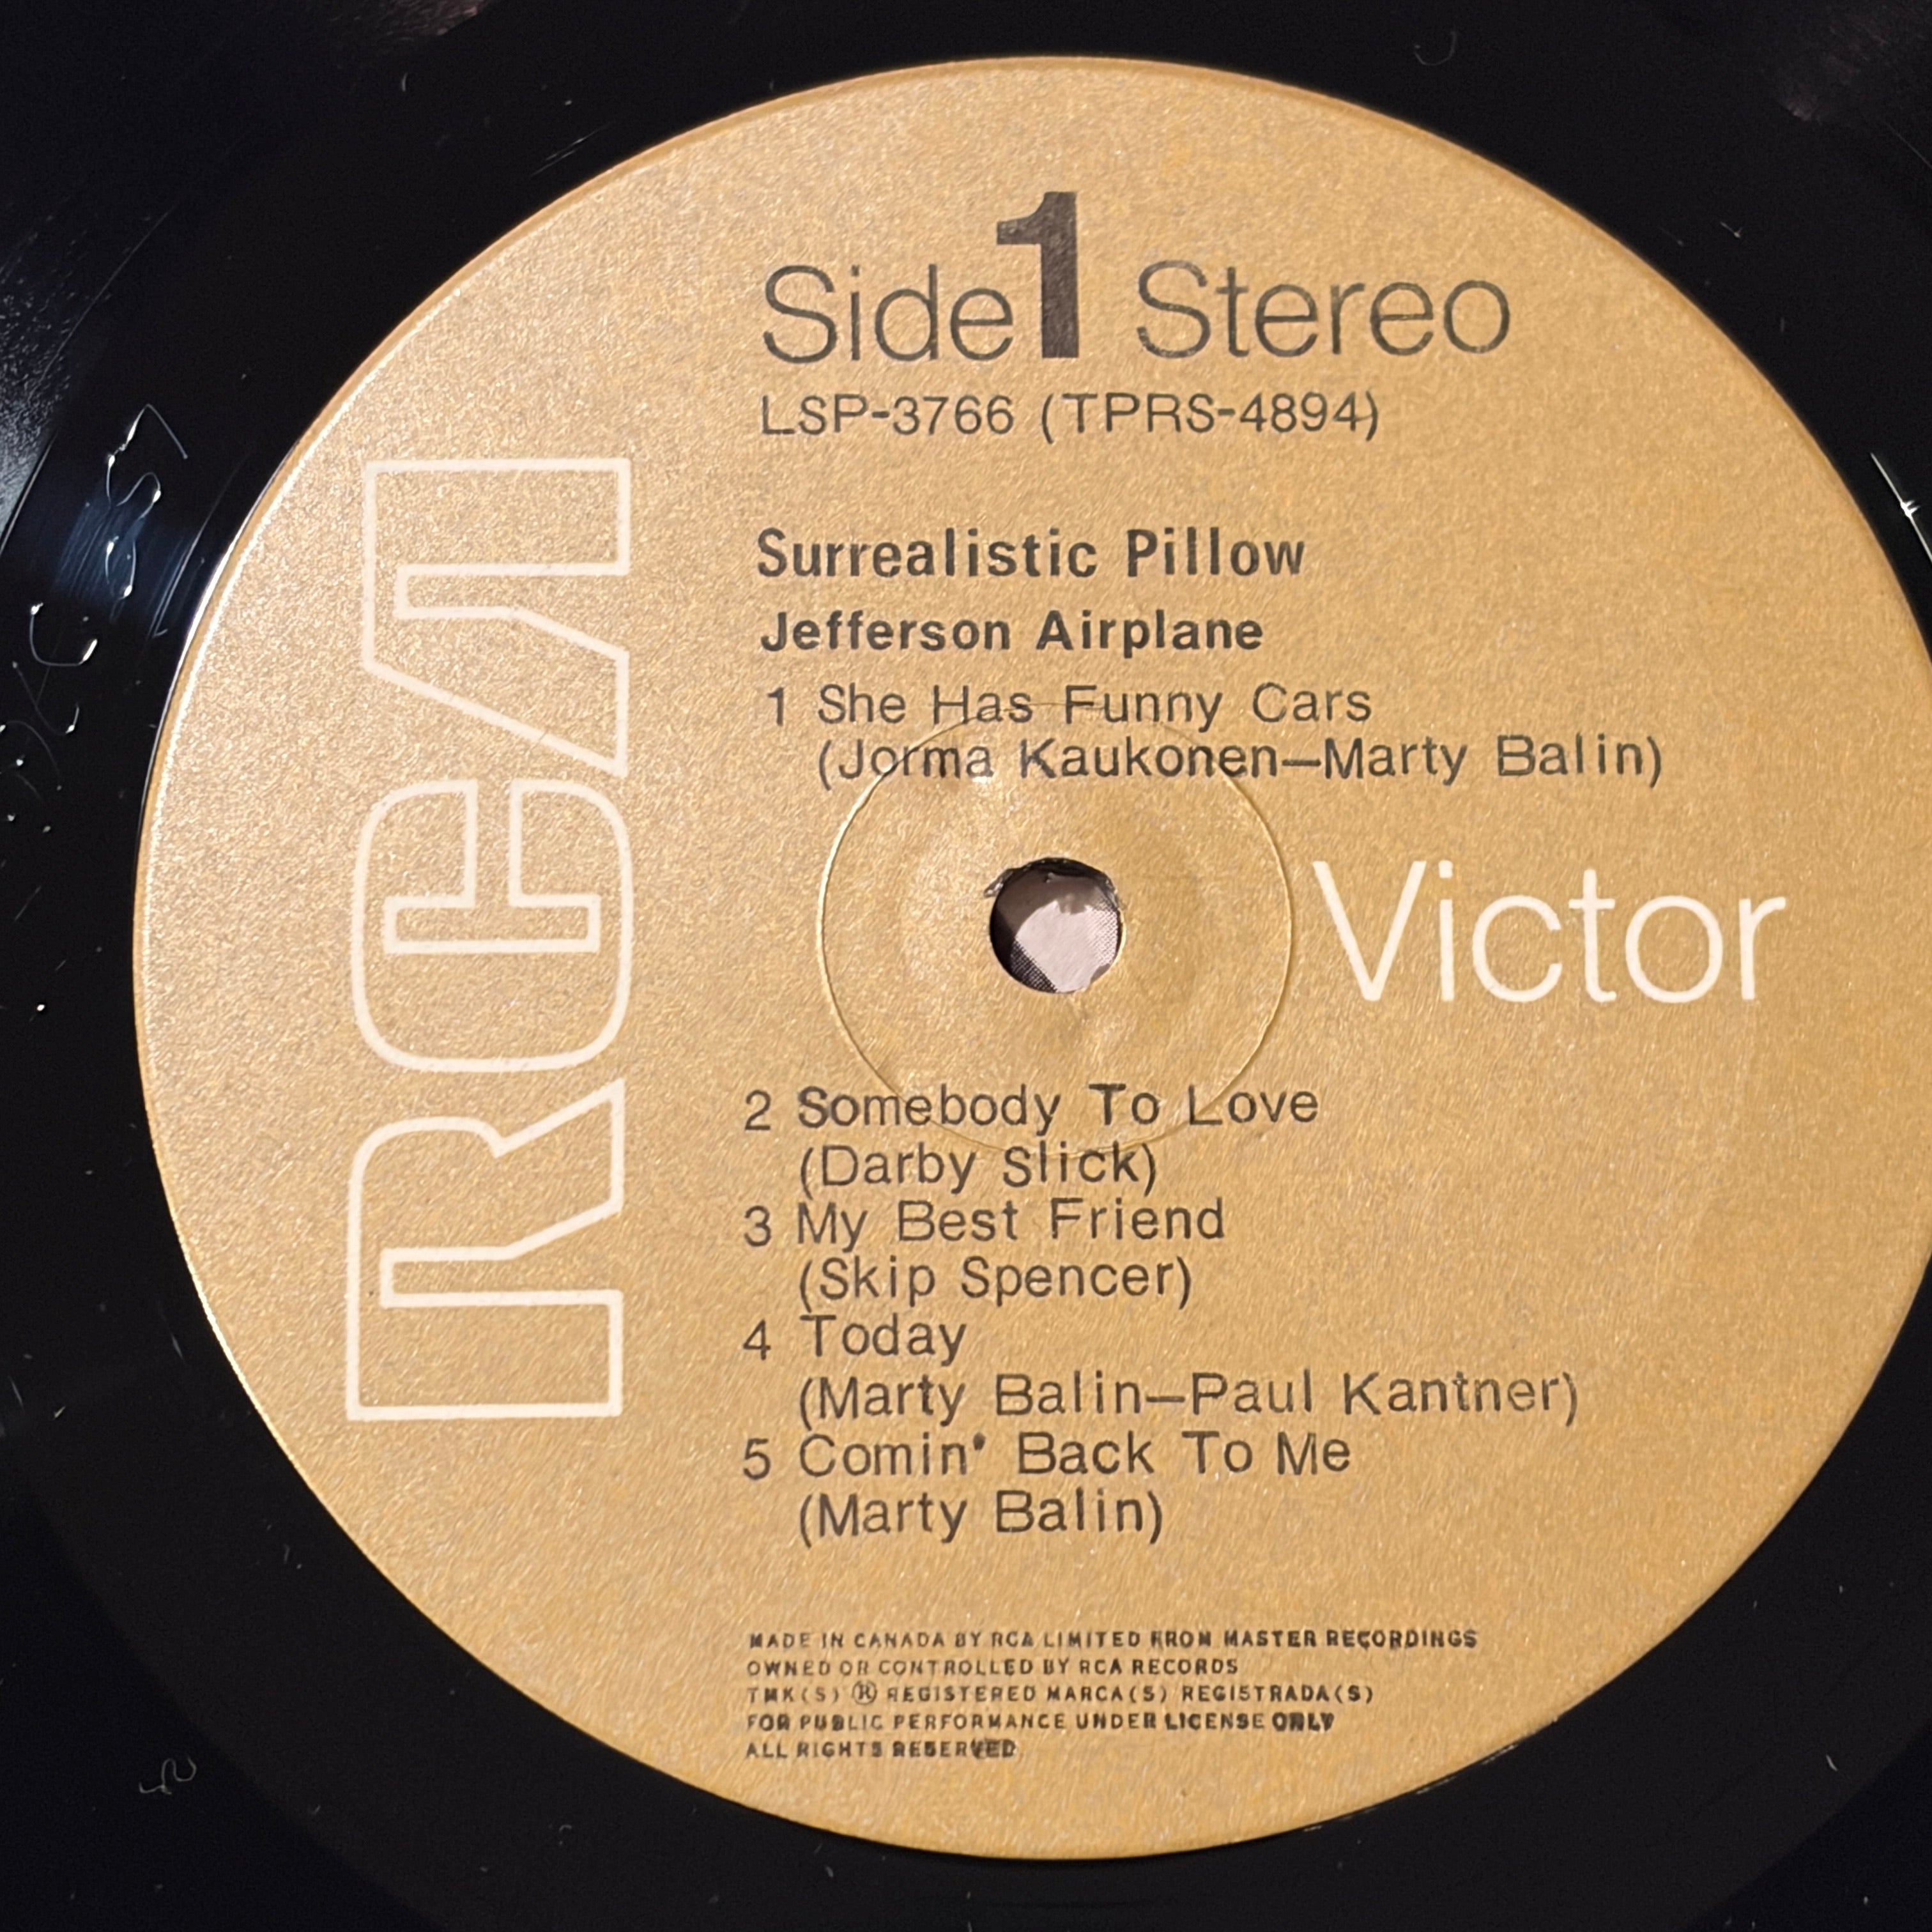 Side 1 Stereo
LSP-3766 (TPRS-4894)
RCA
Surrealistic Pillow
Jefferson Airplane
1 She Has Funny Cars
(Jorma Kaukonen—Marty Balin)
Victor
2 Somebody To Love
(Darby Slick)
3 My Best Friend
(Skip Spencer)
4 Today
(Marty Balin—Paul Kantner)
5 Comin' Back To Me
(Marty Balin)
MADE IN CANADA BY RCA LIMITED FROM MASTER RECORDINGS
OWNED OR CONTROLLED BY RCA RECORDS
TMK(S) ® REGISTERED MARCA(S) REGISTRADA(S)
FOR PUBLIC PERFORMANCE UNDER LICENSE ONLY
ALL RIGHTS RESERVED